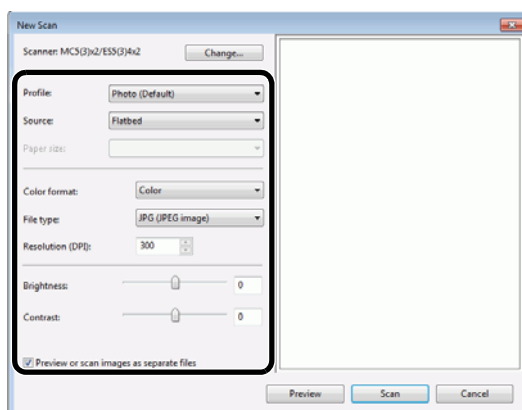 New Scan
Scanner: MC5(3)x2/ES5(3)4x2 Change...
Profile: Photo (Default)
Source: Flatbed
Paper size:
Color format: Color
File type: JPG (JPEG image)
Resolution (DPI): 300
Brightness: 0
Contrast: 0
Preview or scan images as separate files
Preview Scan Cancel